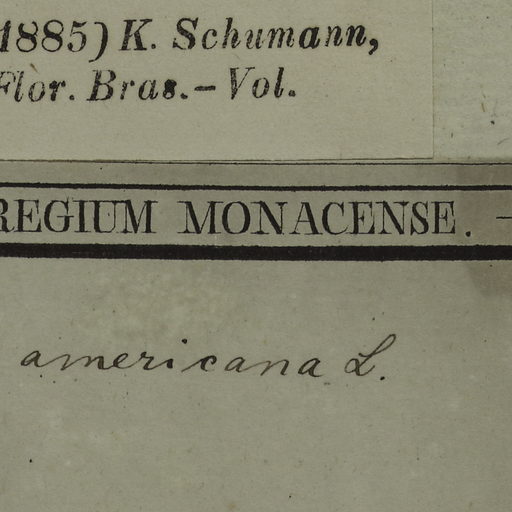 1885) K. Schumann,
Flor. Bras.– Vol.
REGIUM MONACENSE. –
americana L.